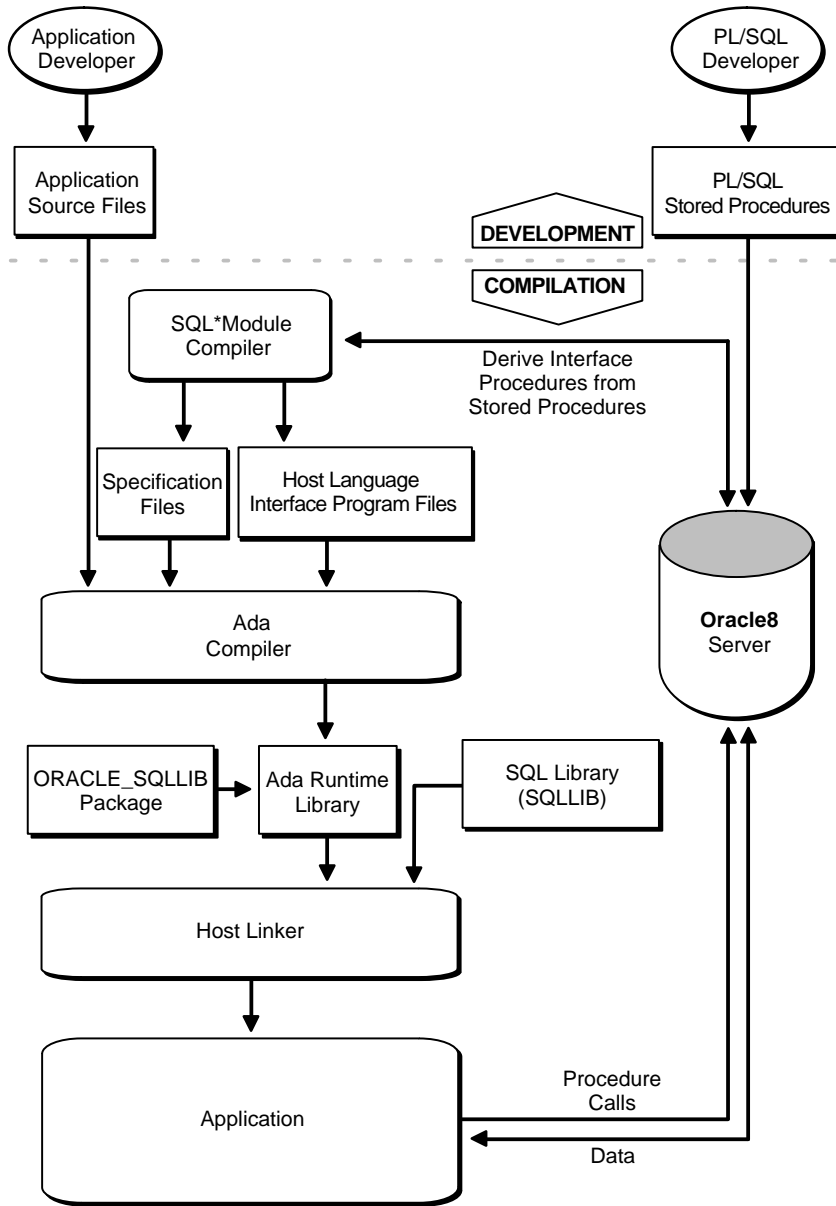 Application
Developer
PL/SQL
Developer
Application
Source Files
PL/SQL
Stored Procedures
DEVELOPMENT
COMPILATION
SQL*Module
Compiler
Derive Interface
Procedures from
Stored Procedures
Specification
Files
Host Language
Interface Program Files
Ada
Compiler
Oracle8
Server
ORACLE_SQLLIB
Package
Ada Runtime
Library
SQL Library
(SQLLIB)
Host Linker
Application
Procedure
Calls
Data